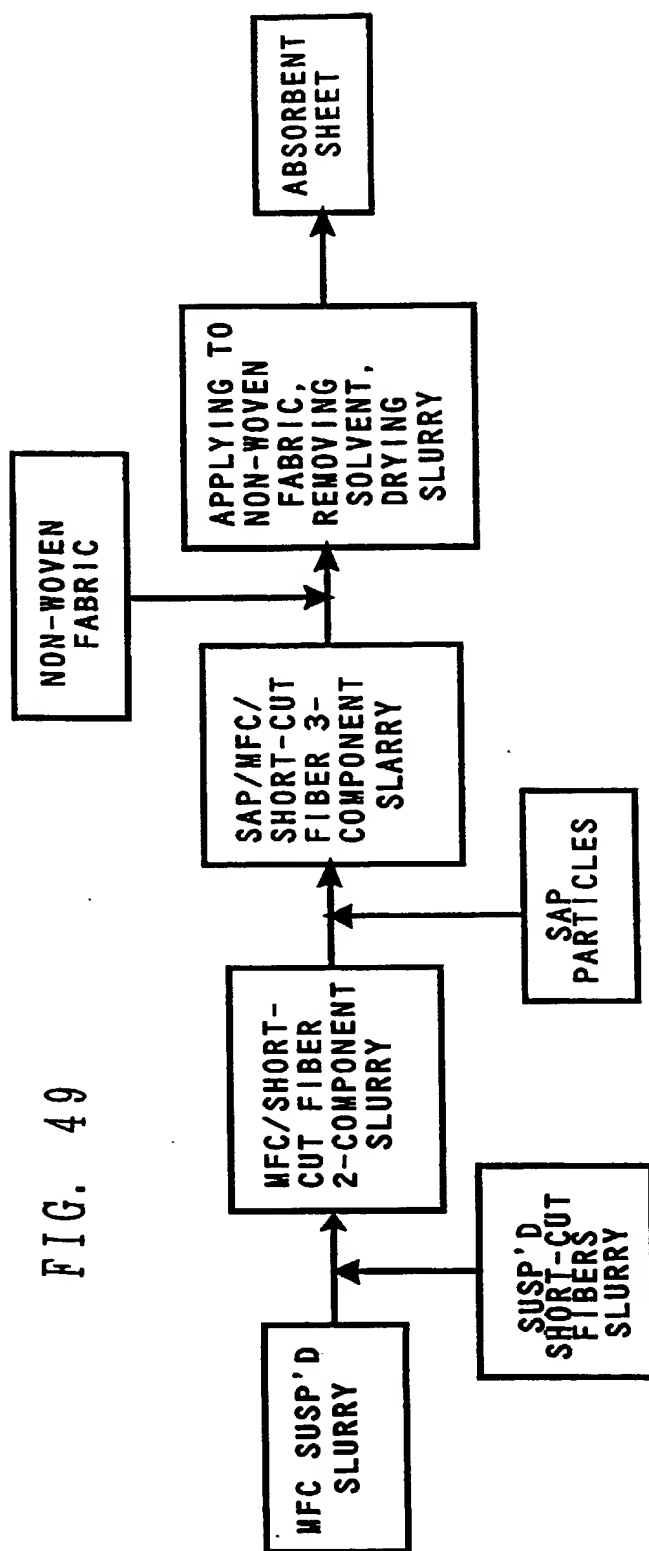 FIG. 49
MFC SUSP'D
SLURRY
SUSP'D
SHORT-CUT
FIBERS
SLURRY
MFC/SHORT-
CUT FIBER
2-COMPONENT
SLURRY
SAP
PARTICLES
SAP/MFC/
SHORT-CUT
FIBER 3-
COMPONENT
SLARRY
NON-WOVEN
FABRIC
APPLYING TO
NON-WOVEN
FABRIC,
REMOVING
SOLVENT,
DRYING
SLURRY
ABSORBENT
SHEET